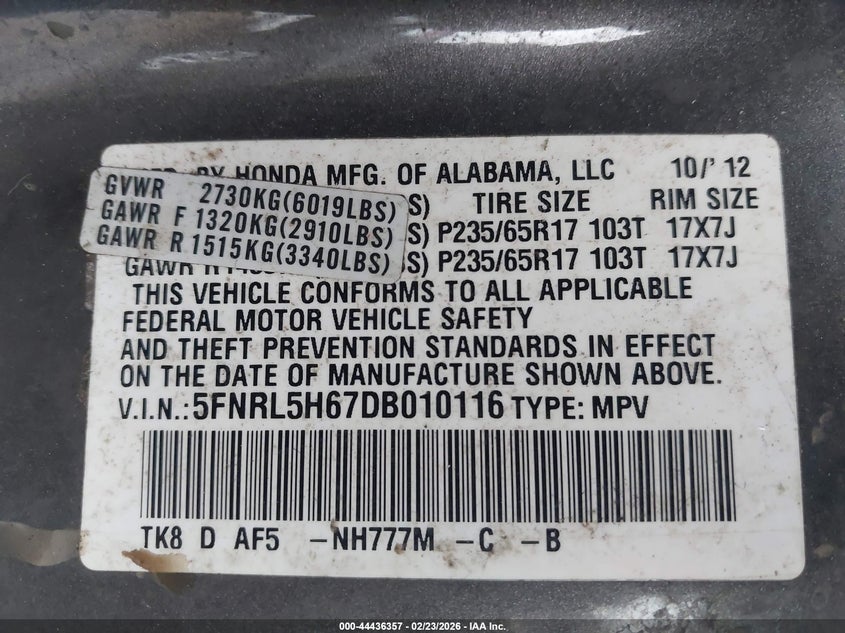 BY HONDA MFG. OF ALABAMA, LLC 10/'12
GVWR 2730KG(6019LBS) S) TIRE SIZE RIM SIZE
GAWR F 1320KG(2910LBS) S) P235/65R17 103T 17X7J
GAWR R 1515KG(3340LBS) S) P235/65R17 103T 17X7J
GAWR R
THIS VEHICLE CONFORMS TO ALL APPLICABLE
FEDERAL MOTOR VEHICLE SAFETY
AND THEFT PREVENTION STANDARDS IN EFFECT
ON THE DATE OF MANUFACTURE SHOWN ABOVE.
V.I.N.:5FNRL5H67DB010116 TYPE: MPV
TK8 D AF5 -NH777M -C -B
000-44436357 - 02/23/2026 - IAA Inc.